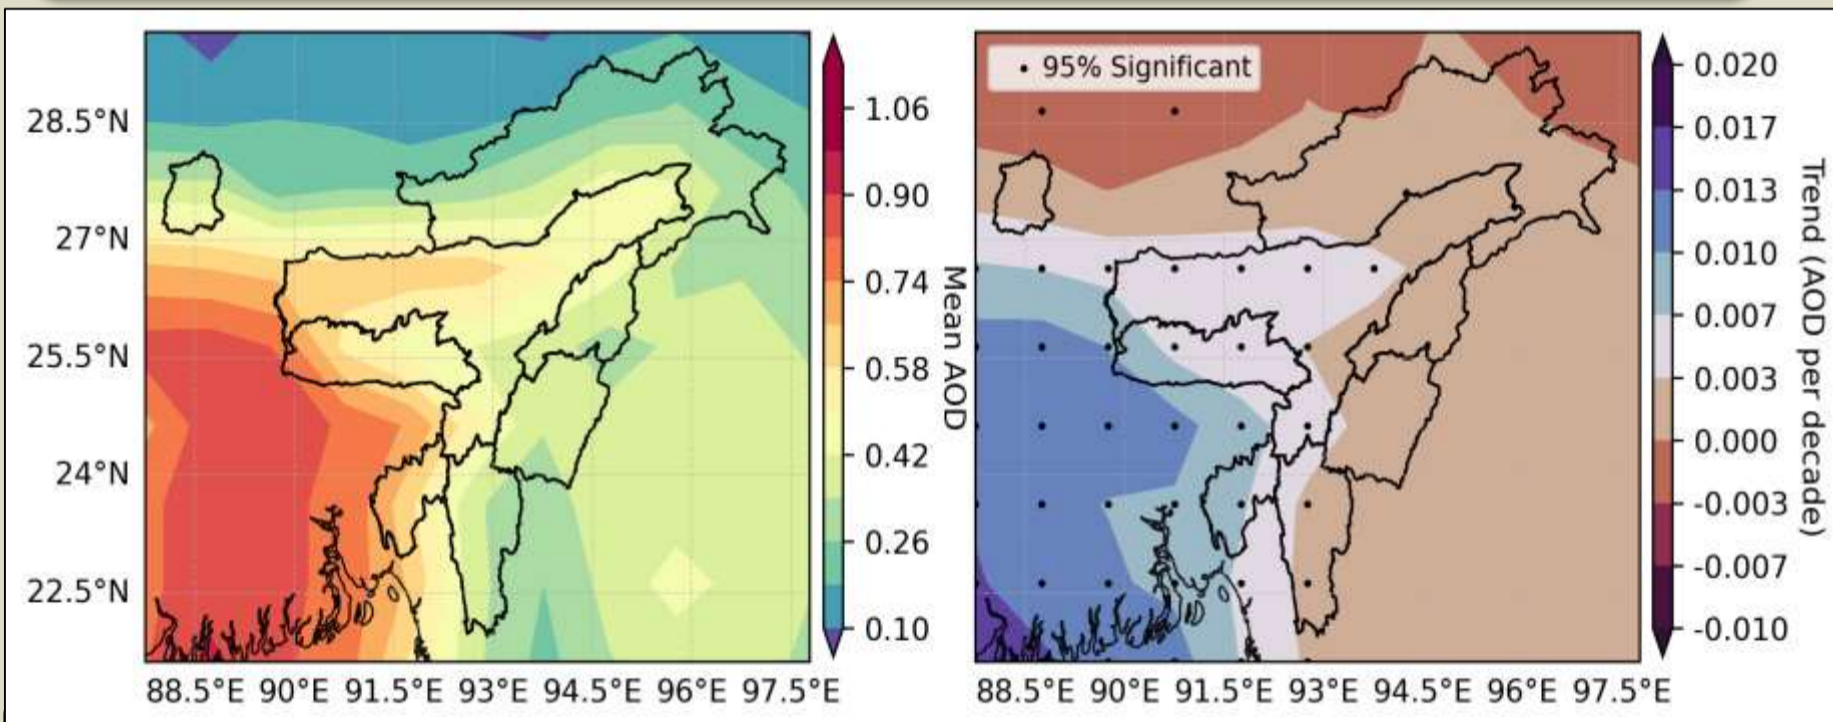 28.5°N
27°N
25.5°N
24°N
22.5°N
88.5°E 90°E 91.5°E 93°E 94.5°E 96°E 97.5°E
1.06
0.90
0.74
0.58
0.42
0.26
0.10
Mean AOD
95% Significant
88.5°E 90°E 91.5°E 93°E 94.5°E 96°E 97.5°E
0.020
0.017
0.013
0.010
0.007
0.003
0.000
-0.003
-0.007
-0.010
Trend (AOD per decade)